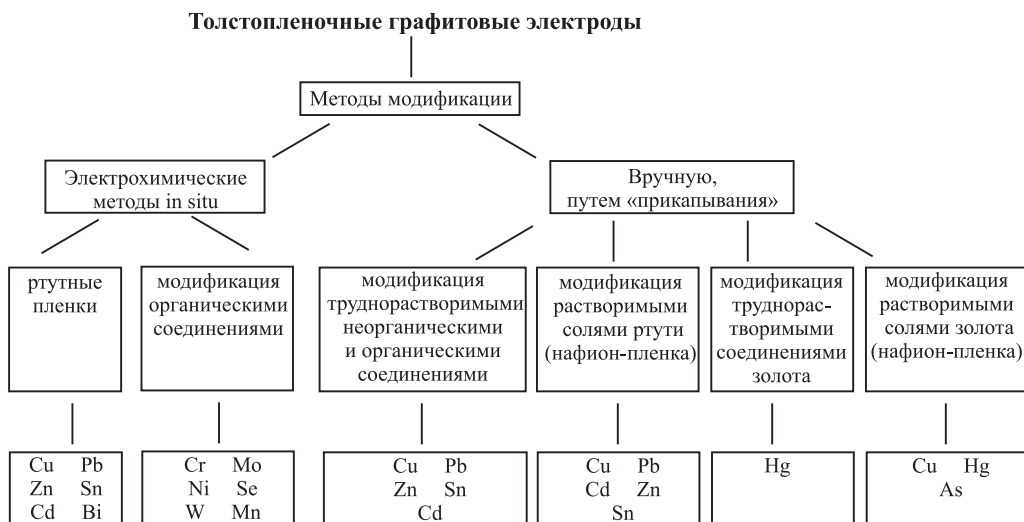 Толстопленочные графитовые электроды
Методы модификации
Электрохимические
методы in situ
Вручную,
путем «прикапывания»
ртутные
пленки
модификация
органическими
соединениями
модификация
труднорастворимыми
неорганическими
и органическими
соединениями
модификация
растворимыми
солями ртути
(нафион-пленка)
модификация
труднорас-
творимыми
соединениями
золота
модификация
растворимыми
солями золота
(нафион-пленка)
Cu Pb
Zn Sn
Cd Bi
Cr Mo
Ni Se
W Mn
Cu Pb
Zn Sn
Cd
Cu Pb
Cd Zn
Sn
Hg
Cu Hg
As